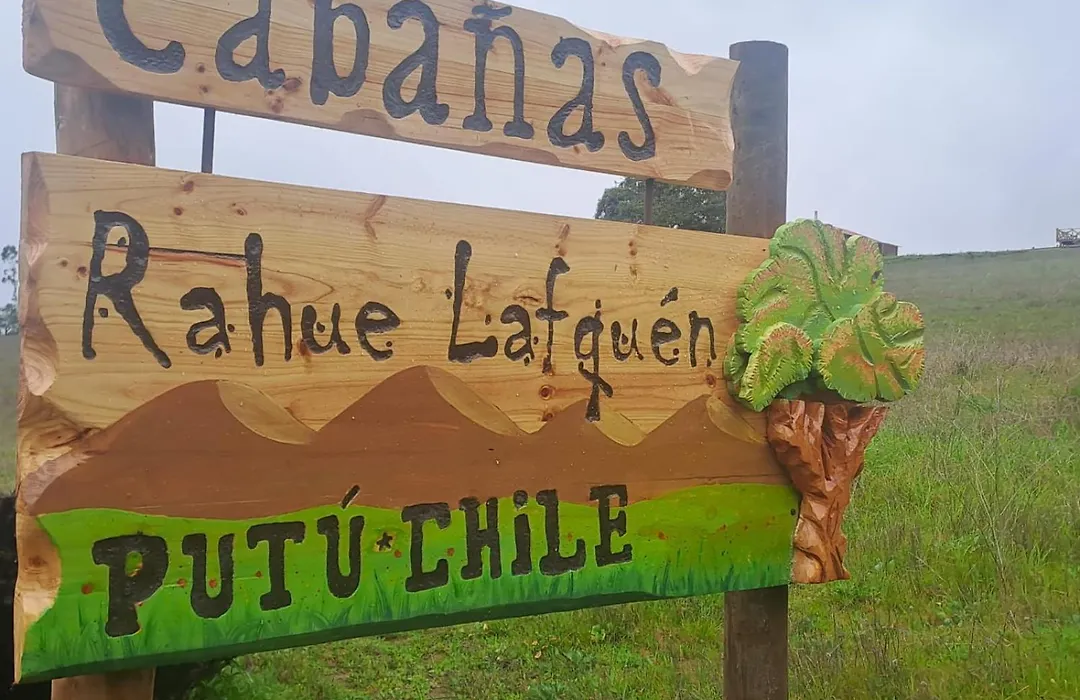 Cabañas
Rahue Lafquén
PUTÚ * CHiLE